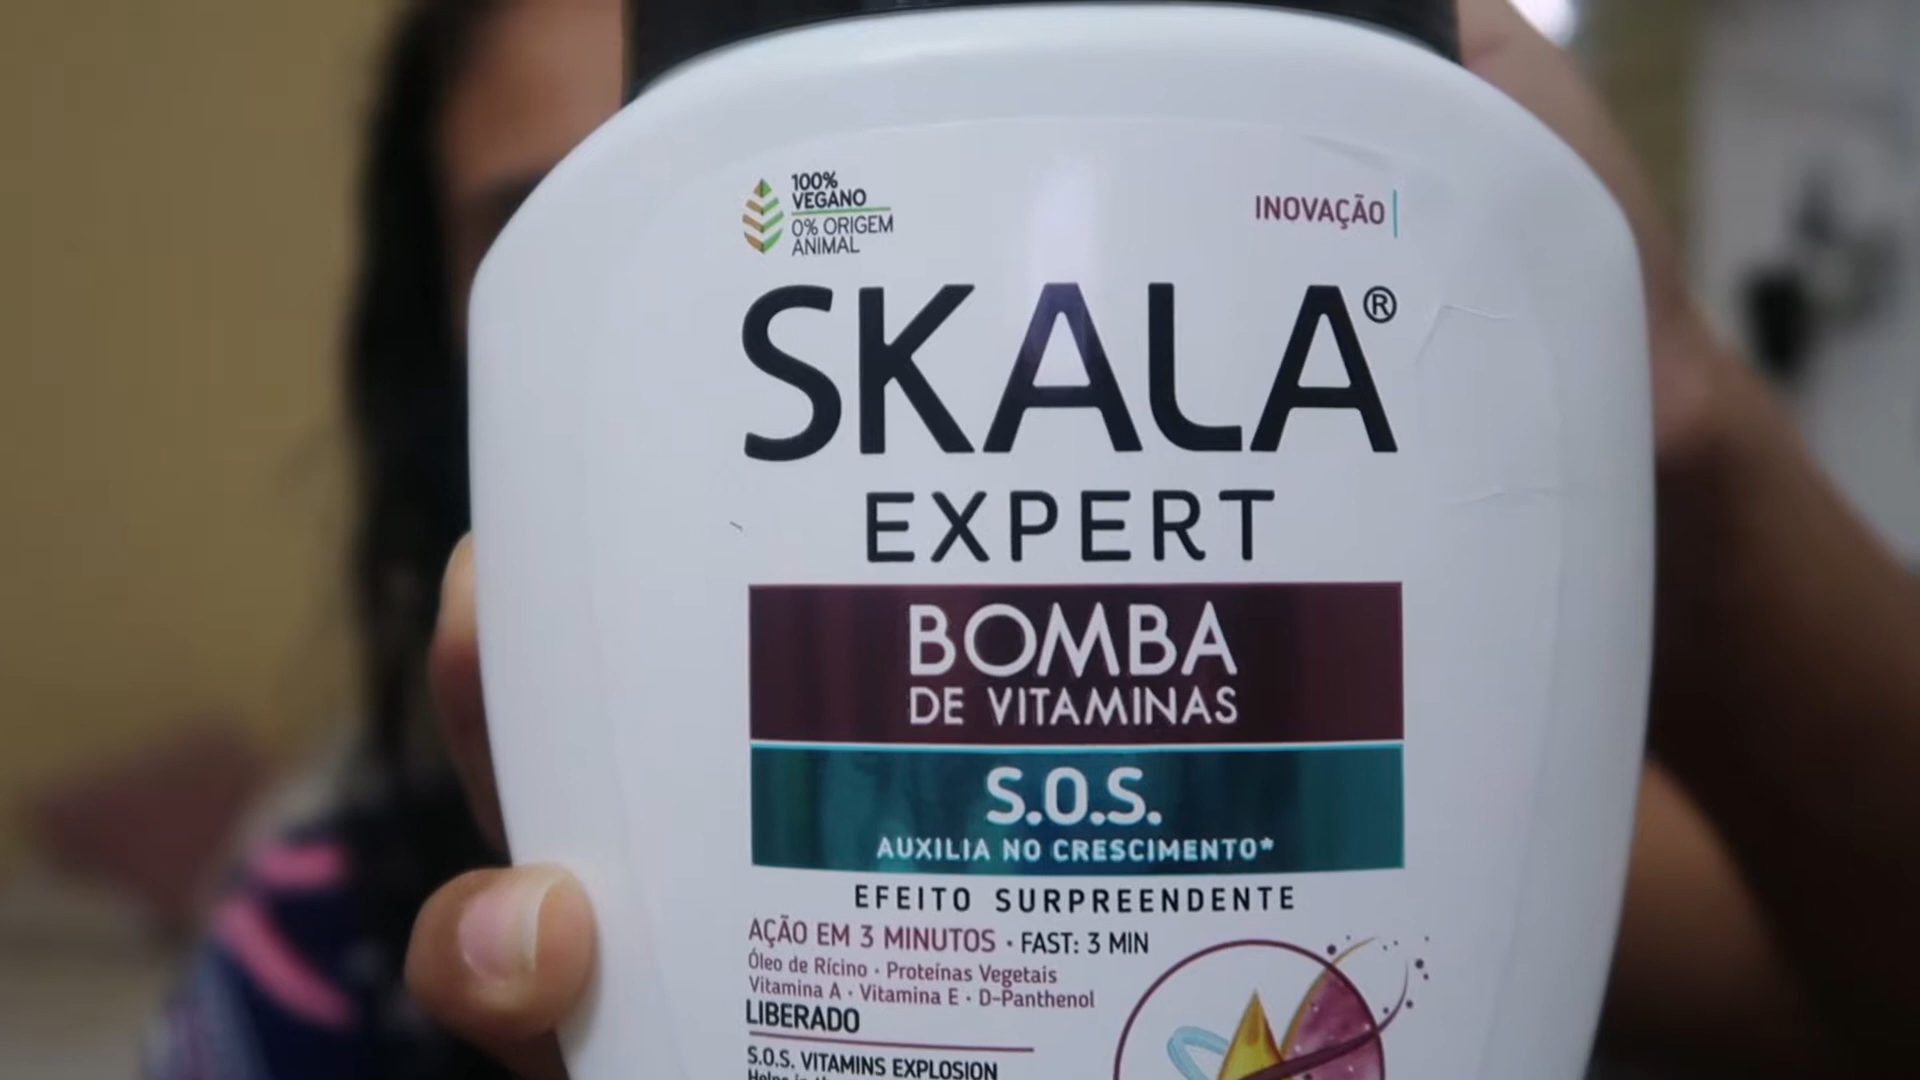 100%
VEGANO
0% ORIGEM
ANIMAL
INOVAÇÃO
SKALA®
EXPERT
BOMBA
DE VITAMINAS
S.O.S.
AUXILIA NO CRESCIMENTO*
EFEITO SURPREENDENTE
AÇÃO EM 3 MINUTOS · FAST: 3 MIN
Óleo de Rícino · Proteínas Vegetais
Vitamina A · Vitamina E · D-Panthenol
LIBERADO
S.O.S. VITAMINS EXPLOSION